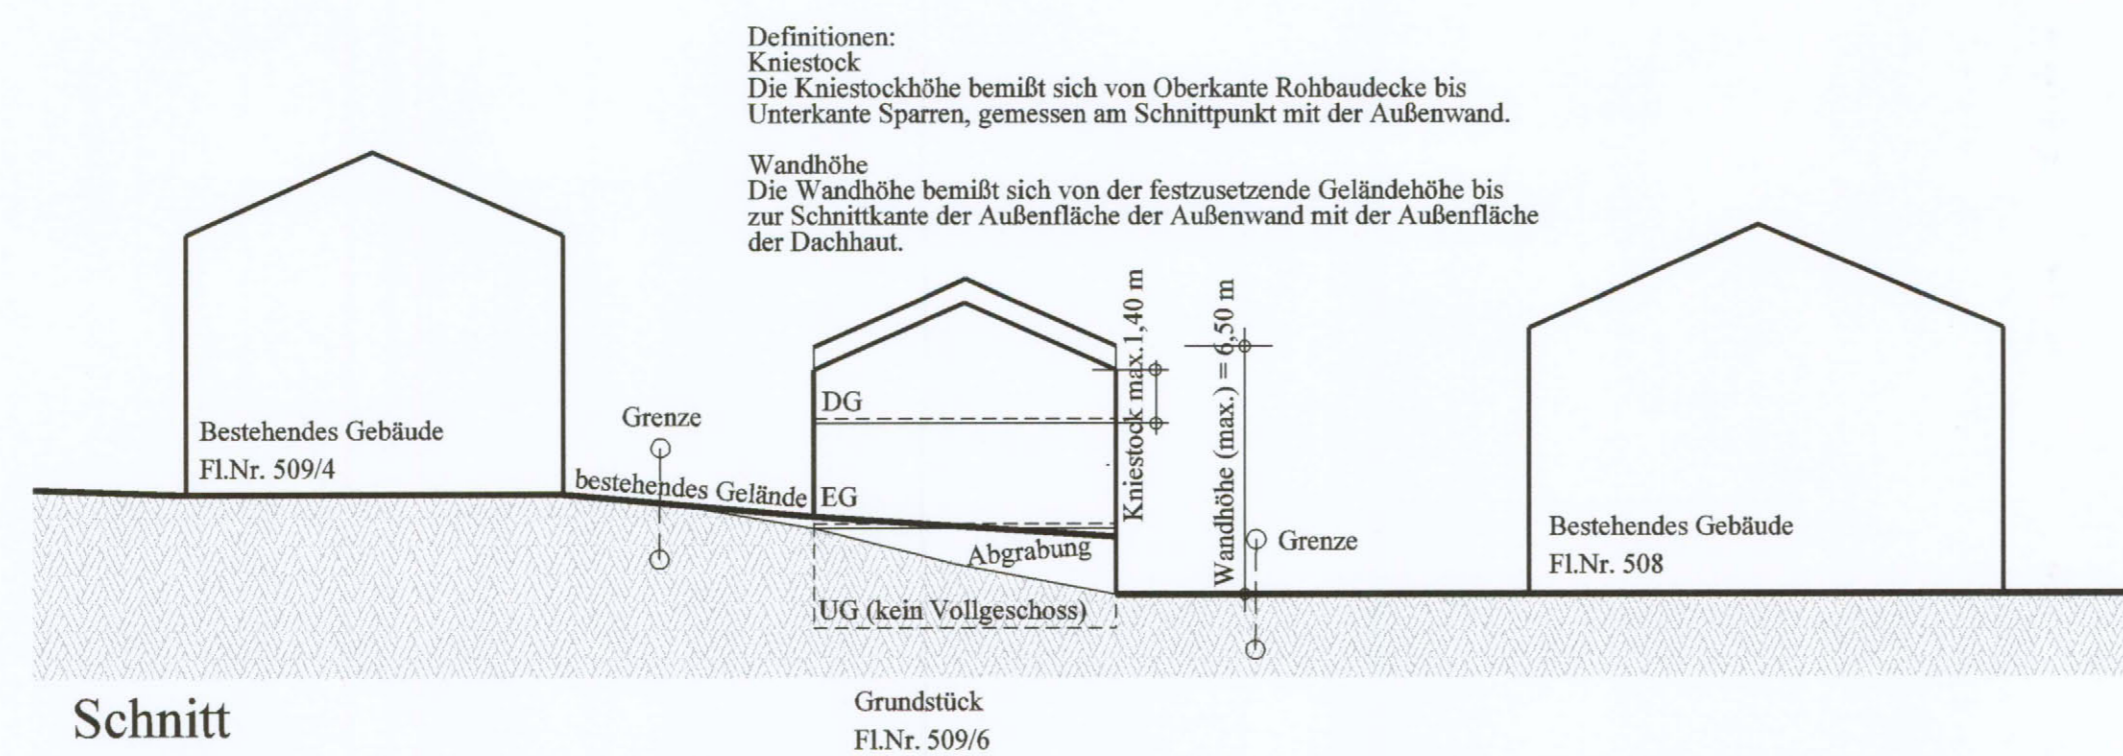 Definitionen:
Kniestock
Die Kniestockhöhe bemißt sich von Oberkante Rohbaudecke bis
Unterkante Sparren, gemessen am Schnittpunkt mit der Außenwand.
Wandhöhe
Die Wandhöhe bemißt sich von der festzusetzende Geländehöhe bis
zur Schnittkante der Außenfläche der Außenwand mit der Außenfläche
der Dachhaut.
Bestehendes Gebäude
Fl.Nr. 509/4
Grenze
bestehendes Gelände
DG
EG
Abgrabung
UG (kein Vollgeschoss)
Kniestock max.1,40 m
Wandhöhe (max.) = 6,50 m
Grenze
Bestehendes Gebäude
Fl.Nr. 508
Schnitt
Grundstück
Fl.Nr. 509/6